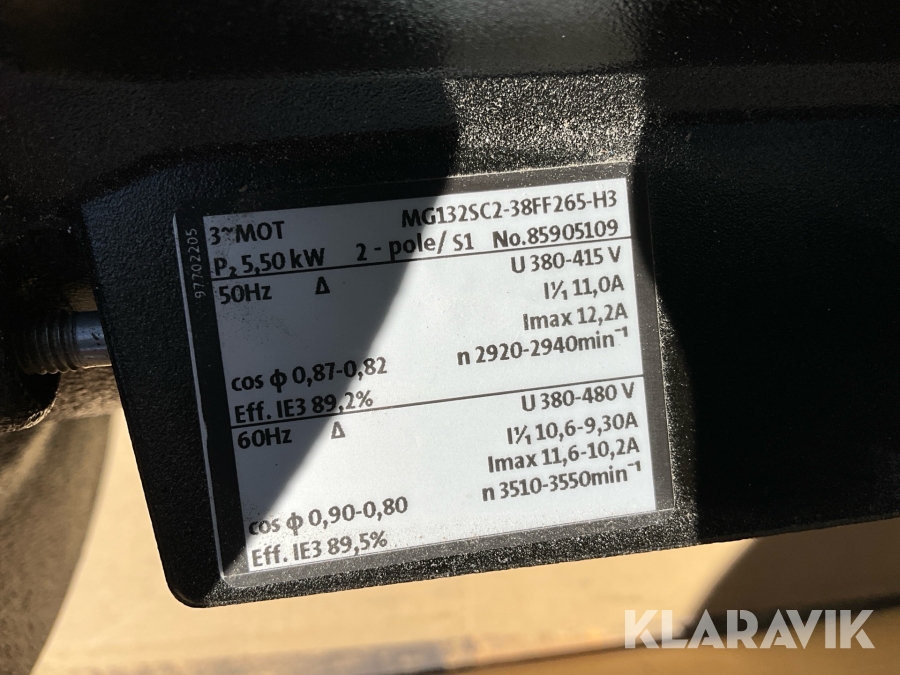 97702205
3~MOT MG132SC2-38FF265-H3
P₂ 5,50 kW 2 - pole/ S1 No.85905109
50Hz Δ U 380-415 V
I¹⁄₁ 11,0A
Imax 12,2A
cos ϕ 0,87-0,82 n 2920-2940min⁻¹
Eff. IE3 89,2%
60Hz Δ U 380-480 V
I¹⁄₁ 10,6-9,30A
Imax 11,6-10,2A
cos ϕ 0,90-0,80 n 3510-3550min⁻¹
Eff. IE3 89,5%
KLARAVIK